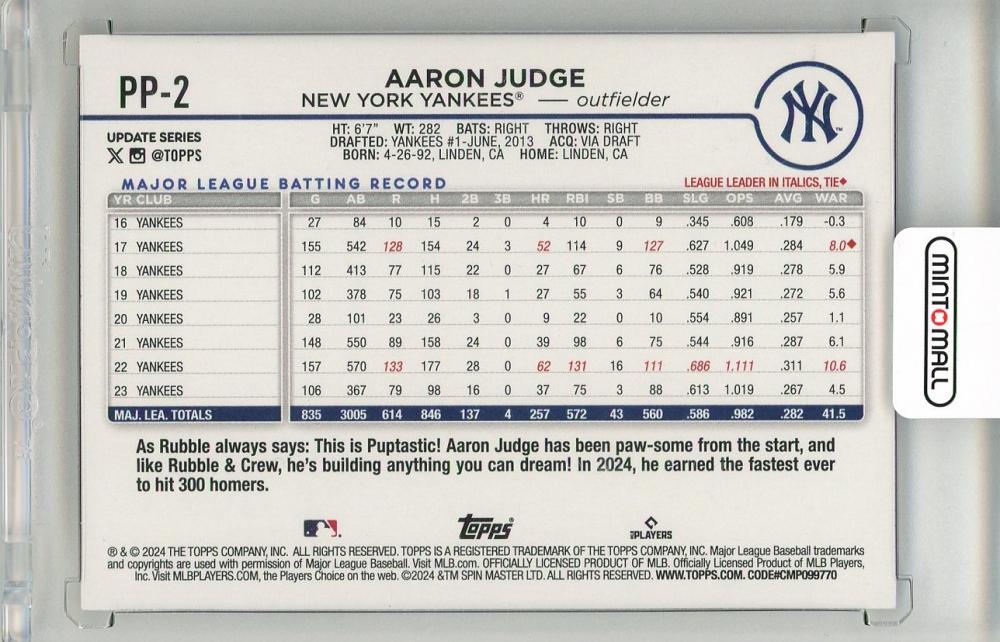 PP-2
AARON JUDGE
NEW YORK YANKEES® — outfielder
NY ™
UPDATE SERIES
@TOPPS
HT: 6'7" WT: 282 BATS: RIGHT THROWS: RIGHT
DRAFTED: YANKEES #1-JUNE, 2013 ACQ: VIA DRAFT
BORN: 4-26-92, LINDEN, CA HOME: LINDEN, CA
MAJOR LEAGUE BATTING RECORD
LEAGUE LEADER IN ITALICS, TIE♦
YR CLUB G AB R H 2B 3B HR RBI SB BB SLG OPS AVG WAR
16 YANKEES 27 84 10 15 2 0 4 10 0 9 .345 .608 .179 -0.3
17 YANKEES 155 542 128 154 24 3 52 114 9 127 .627 1.049 .284 8.0♦
18 YANKEES 112 413 77 115 22 0 27 67 6 76 .528 .919 .278 5.9
19 YANKEES 102 378 75 103 18 1 27 55 3 64 .540 .921 .272 5.6
20 YANKEES 28 101 23 26 3 0 9 22 0 10 .554 .891 .257 1.1
21 YANKEES 148 550 89 158 24 0 39 98 6 75 .544 .916 .287 6.1
22 YANKEES 157 570 133 177 28 0 62 131 16 111 .686 1.111 .311 10.6
23 YANKEES 106 367 79 98 16 0 37 75 3 88 .613 1.019 .267 4.5
MAJ. LEA. TOTALS 835 3005 614 846 137 4 257 572 43 560 .586 .982 .282 41.5
As Rubble always says: This is Puptastic! Aaron Judge has been paw-some from the start, and
like Rubble & Crew, he's building anything you can dream! In 2024, he earned the fastest ever
to hit 300 homers.
topps
PLAYERS
® & © 2024 THE TOPPS COMPANY, INC. ALL RIGHTS RESERVED. TOPPS IS A REGISTERED TRADEMARK OF THE TOPPS COMPANY, INC. Major League Baseball trademarks
and copyrights are used with permission of Major League Baseball. Visit MLB.com. OFFICIALLY LICENSED PRODUCT OF MLB. Officially Licensed Product of MLB Players,
Inc. Visit MLBPLAYERS.COM, the Players Choice on the web. ©2024 &TM SPIN MASTER LTD. ALL RIGHTS RESERVED. WWW.TOPPS.COM. CODE#CMP099770
MINTOMALL